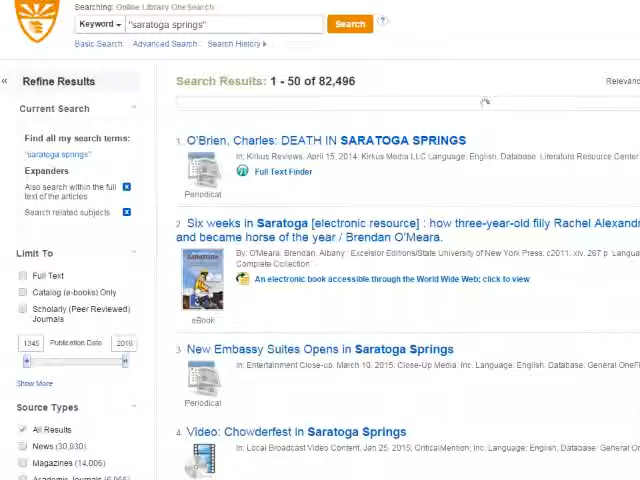 Searching: Online Library OneSearch
Keyword "saratoga springs" Search
Basic Search Advanced Search Search History
« Refine Results
Search Results: 1 - 50 of 82,496
Relevanc
Current Search
Find all my search terms:
"saratoga springs"
Expanders
Also search within the full
text of the articles
Search related subjects
Limit To
Full Text
Catalog (e-books) Only
Scholarly (Peer Reviewed)
Journals
1345 Publication Date 2016
Show More
Source Types
All Results
News (30,930)
Magazines (14,006)
Academic Journals (6,955)
1. O'Brien, Charles: DEATH IN SARATOGA SPRINGS
In: Kirkus Reviews. April 15, 2014; Kirkus Media LLC Language: English, Database: Literature Resource Center
Full Text Finder
Periodical
2. Six weeks in Saratoga [electronic resource] : how three-year-old filly Rachel Alexandr
and became horse of the year / Brendan O'Meara.
By: O'Meara, Brendan. Albany : Excelsior Editions/State University of New York Press, c2011. xiv, 267 p. Langua
Complete Collection
SARATOGA
An electronic book accessible through the World Wide Web; click to view
eBook
3. New Embassy Suites Opens in Saratoga Springs
In: Entertainment Close-up. March 10, 2015; Close-Up Media, Inc. Language: English, Database: General OneFi
Periodical
4. Video: Chowderfest in Saratoga Springs
In: Local Broadcast Video Content, Jan 25, 2015; CriticalMention, Inc. Language: English, Database: General On